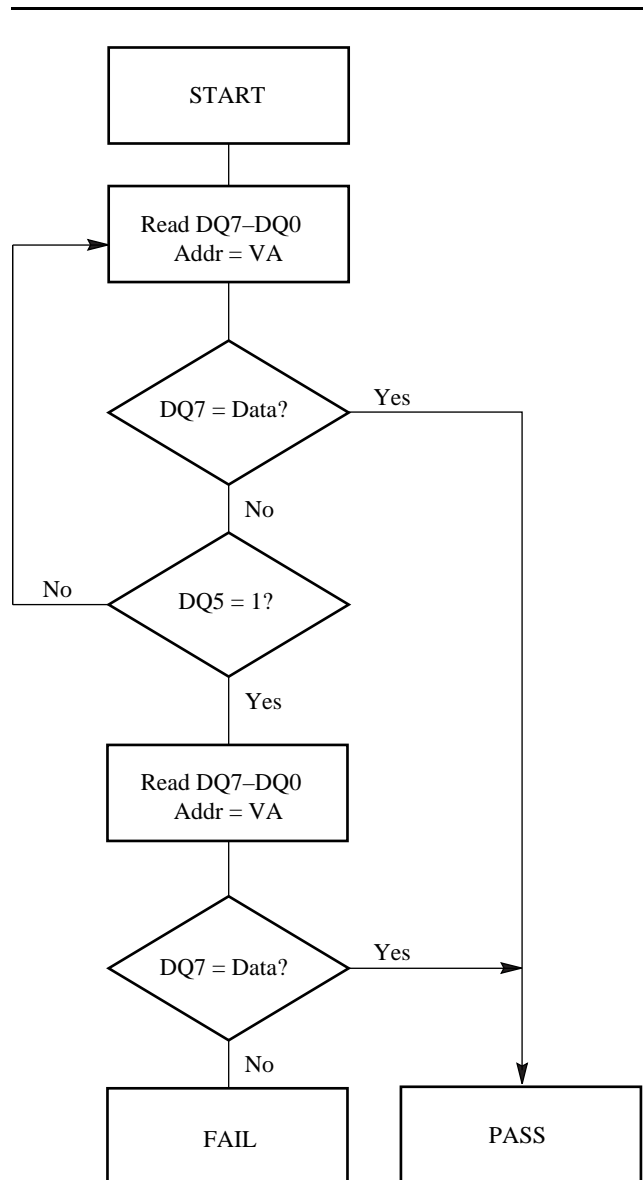 START
Read DQ7–DQ0
Addr = VA
DQ7 = Data?
Yes
No
No
DQ5 = 1?
Yes
Read DQ7–DQ0
Addr = VA
DQ7 = Data?
Yes
No
FAIL
PASS